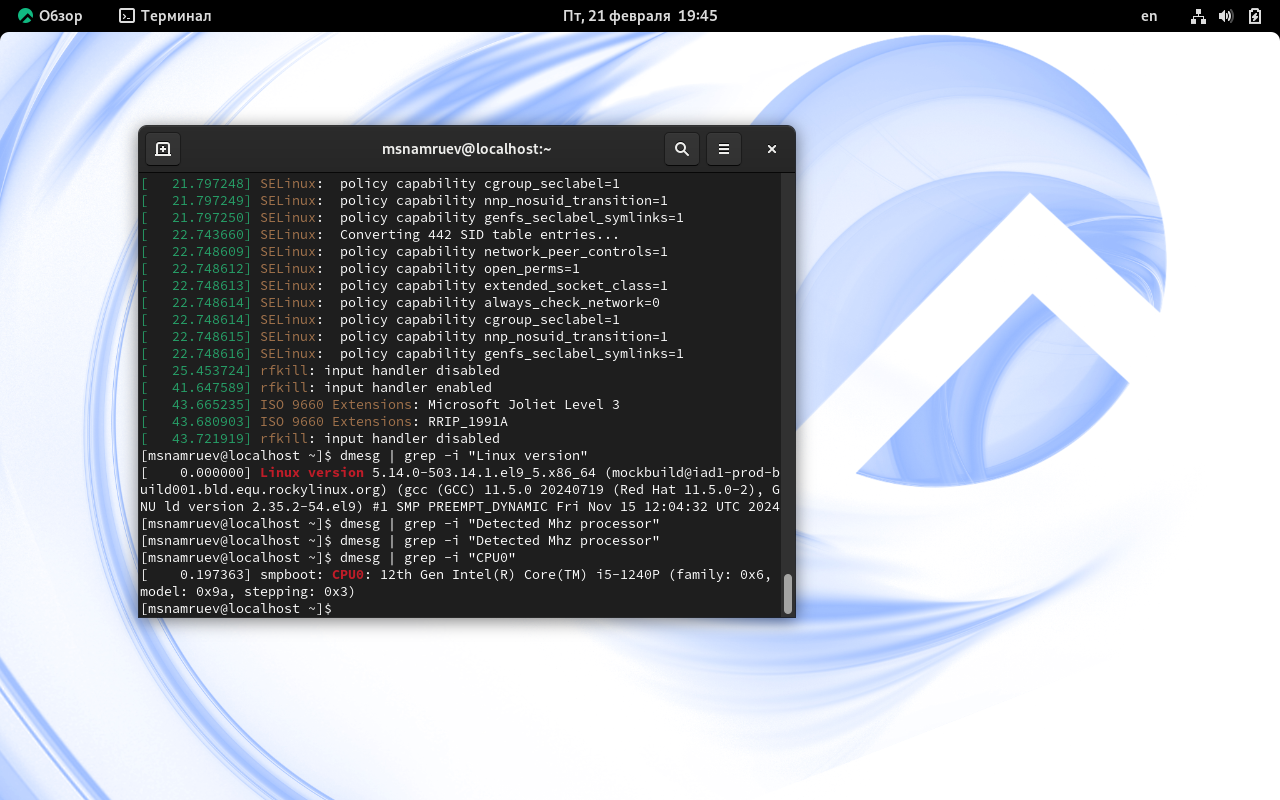 Обзор Терминал Пт, 21 февраля 19:45 en
msnamruev@localhost:~
[   21.797248] SELinux:  policy capability cgroup_seclabel=1
[   21.797249] SELinux:  policy capability nnp_nosuid_transition=1
[   21.797250] SELinux:  policy capability genfs_seclabel_symlinks=1
[   22.743660] SELinux:  Converting 442 SID table entries...
[   22.748609] SELinux:  policy capability network_peer_controls=1
[   22.748612] SELinux:  policy capability open_perms=1
[   22.748613] SELinux:  policy capability extended_socket_class=1
[   22.748614] SELinux:  policy capability always_check_network=0
[   22.748614] SELinux:  policy capability cgroup_seclabel=1
[   22.748615] SELinux:  policy capability nnp_nosuid_transition=1
[   22.748616] SELinux:  policy capability genfs_seclabel_symlinks=1
[   25.453724] rfkill: input handler disabled
[   41.647589] rfkill: input handler enabled
[   43.665235] ISO 9660 Extensions: Microsoft Joliet Level 3
[   43.680903] ISO 9660 Extensions: RRIP_1991A
[   43.721919] rfkill: input handler disabled
[msnamruev@localhost ~]$ dmesg | grep -i "Linux version"
[    0.000000] Linux version 5.14.0-503.14.1.el9_5.x86_64 (mockbuild@iad1-prod-b
uild001.bld.equ.rockylinux.org) (gcc (GCC) 11.5.0 20240719 (Red Hat 11.5.0-2), G
NU ld version 2.35.2-54.el9) #1 SMP PREEMPT_DYNAMIC Fri Nov 15 12:04:32 UTC 2024
[msnamruev@localhost ~]$ dmesg | grep -i "Detected Mhz processor"
[msnamruev@localhost ~]$ dmesg | grep -i "Detected Mhz processor"
[msnamruev@localhost ~]$ dmesg | grep -i "CPU0"
[    0.197363] smpboot: CPU0: 12th Gen Intel(R) Core(TM) i5-1240P (family: 0x6,
model: 0x9a, stepping: 0x3)
[msnamruev@localhost ~]$